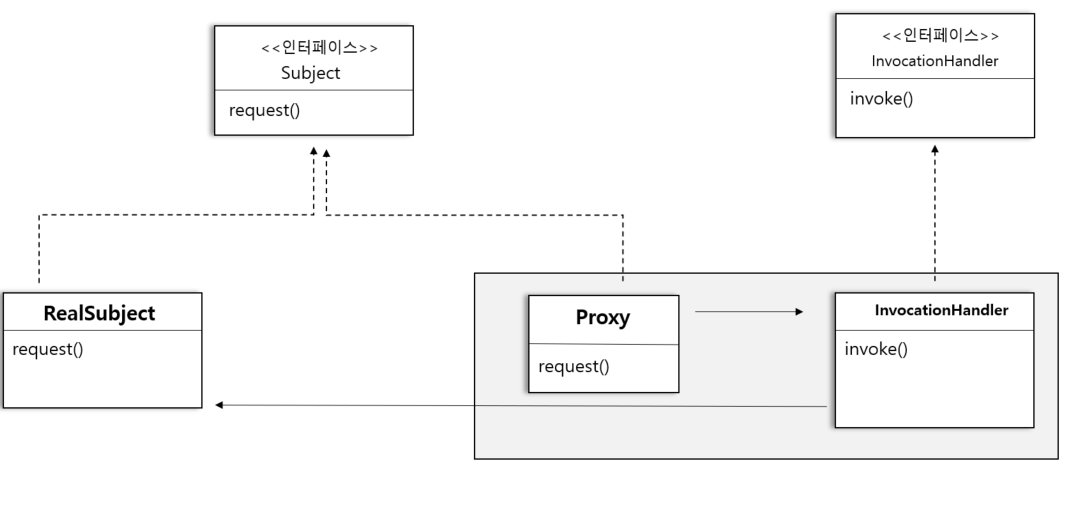 <<인터페이스>>
Subject
request()
<<인터페이스>>
InvocationHandler
invoke()
RealSubject
request()
Proxy
request()
InvocationHandler
invoke()